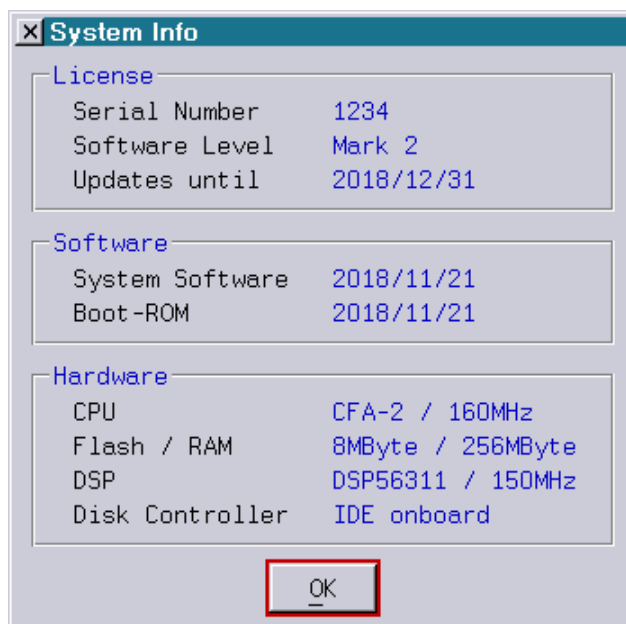 System Info
License
Serial Number 1234
Software Level Mark 2
Updates until 2018/12/31
Software
System Software 2018/11/21
Boot-ROM 2018/11/21
Hardware
CPU CFA-2 / 160MHz
Flash / RAM 8MByte / 256MByte
DSP DSP56311 / 150MHz
Disk Controller IDE onboard
OK